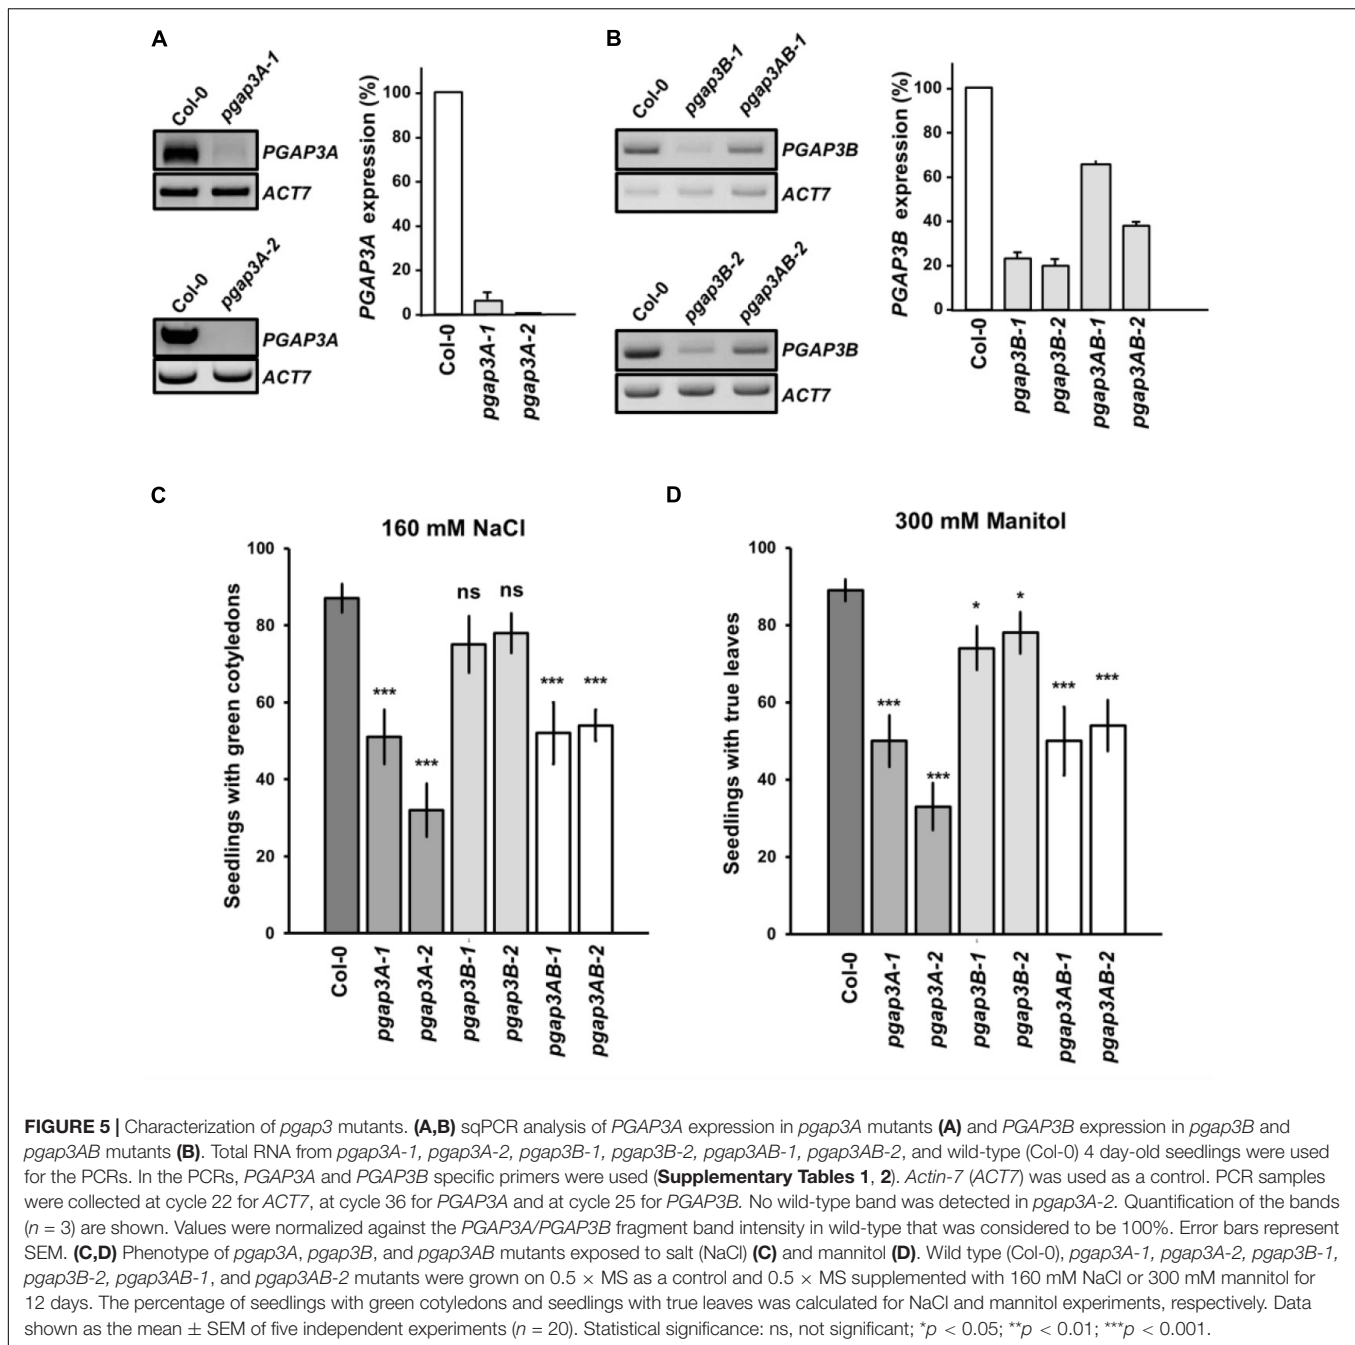 A
Col-0
pgap3A-1
PGAP3A
ACT7
Col-0
pgap3A-2
PGAP3A
ACT7
PGAP3A expression (%)
100
80
60
40
20
0
Col-0
pgap3A-1
pgap3A-2
B
Col-0
pgap3B-1
pgap3AB-1
PGAP3B
ACT7
Col-0
pgap3B-2
pgap3AB-2
PGAP3B
ACT7
PGAP3B expression (%)
100
80
60
40
20
0
Col-0
pgap3B-1
pgap3B-2
pgap3AB-1
pgap3AB-2
C
160 mM NaCl
Seedlings with green cotyledons
100
80
60
40
20
0
***
***
ns
ns
***
***
Col-0
pgap3A-1
pgap3A-2
pgap3B-1
pgap3B-2
pgap3AB-1
pgap3AB-2
D
300 mM Manitol
Seedlings with true leaves
100
80
60
40
20
0
***
***
*
*
***
***
Col-0
pgap3A-1
pgap3A-2
pgap3B-1
pgap3B-2
pgap3AB-1
pgap3AB-2
FIGURE 5 | Characterization of pgap3 mutants. (A,B) sqPCR analysis of PGAP3A expression in pgap3A mutants (A) and PGAP3B expression in pgap3B and
pgap3AB mutants (B). Total RNA from pgap3A-1, pgap3A-2, pgap3B-1, pgap3B-2, pgap3AB-1, pgap3AB-2, and wild-type (Col-0) 4 day-old seedlings were used
for the PCRs. In the PCRs, PGAP3A and PGAP3B specific primers were used (Supplementary Tables 1, 2). Actin-7 (ACT7) was used as a control. PCR samples
were collected at cycle 22 for ACT7, at cycle 36 for PGAP3A and at cycle 25 for PGAP3B. No wild-type band was detected in pgap3A-2. Quantification of the bands
(n = 3) are shown. Values were normalized against the PGAP3A/PGAP3B fragment band intensity in wild-type that was considered to be 100%. Error bars represent
SEM. (C,D) Phenotype of pgap3A, pgap3B, and pgap3AB mutants exposed to salt (NaCl) (C) and mannitol (D). Wild type (Col-0), pgap3A-1, pgap3A-2, pgap3B-1,
pgap3B-2, pgap3AB-1, and pgap3AB-2 mutants were grown on 0.5 × MS as a control and 0.5 × MS supplemented with 160 mM NaCl or 300 mM mannitol for
12 days. The percentage of seedlings with green cotyledons and seedlings with true leaves was calculated for NaCl and mannitol experiments, respectively. Data
shown as the mean ± SEM of five independent experiments (n = 20). Statistical significance: ns, not significant; *p < 0.05; **p < 0.01; ***p < 0.001.